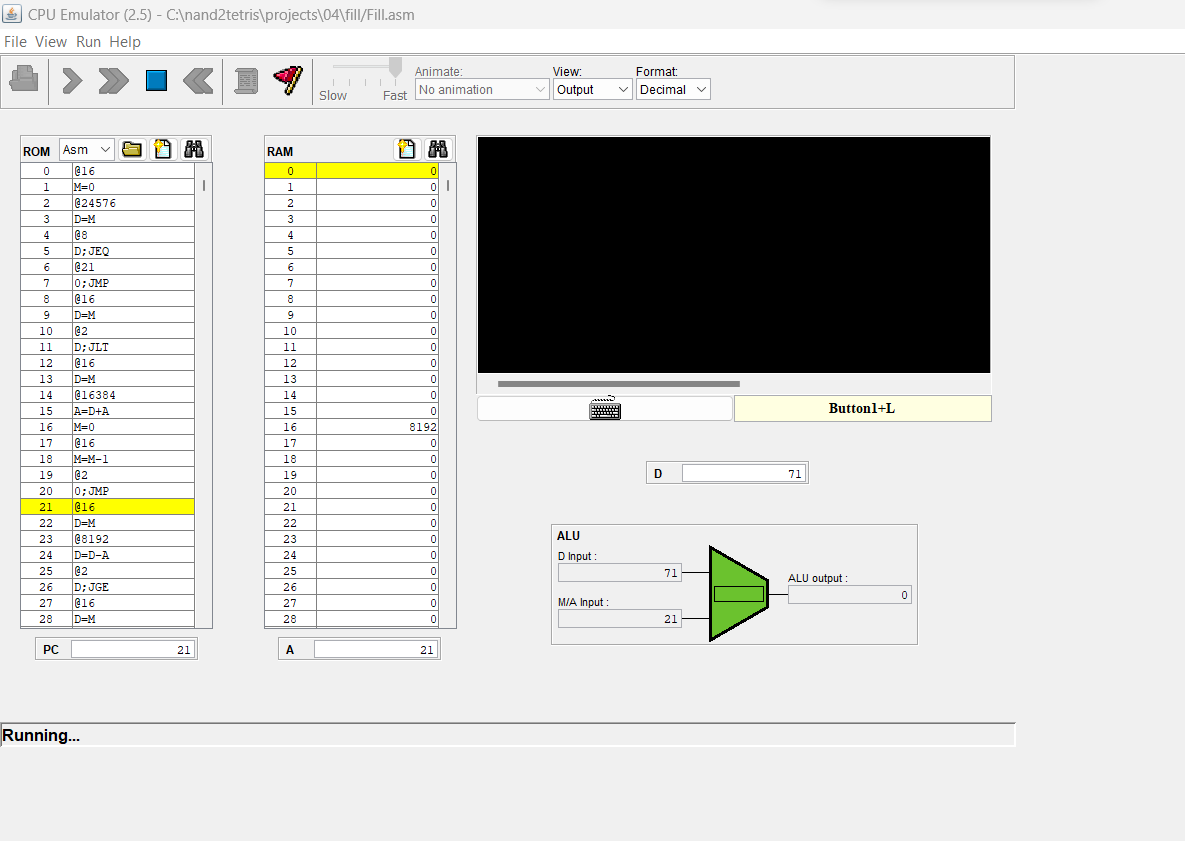 CPU Emulator (2.5) - C:\nand2tetris\projects\04\fill/Fill.asm
File View Run Help
Slow Fast
Animate: View: Format:
No animation Output Decimal
ROM Asm
0 @16
1 M=0
2 @24576
3 D=M
4 @8
5 D;JEQ
6 @21
7 0;JMP
8 @16
9 D=M
10 @2
11 D;JLT
12 @16
13 D=M
14 @16384
15 A=D+A
16 M=0
17 @16
18 M=M-1
19 @2
20 0;JMP
21 @16
22 D=M
23 @8192
24 D=D-A
25 @2
26 D;JGE
27 @16
28 D=M
PC 21
RAM
0 0
1 0
2 0
3 0
4 0
5 0
6 0
7 0
8 0
9 0
10 0
11 0
12 0
13 0
14 0
15 0
16 8192
17 0
18 0
19 0
20 0
21 0
22 0
23 0
24 0
25 0
26 0
27 0
28 0
A 21
Button1+L
D 71
ALU
D Input :
71
M/A Input :
21
ALU output :
0
Running...